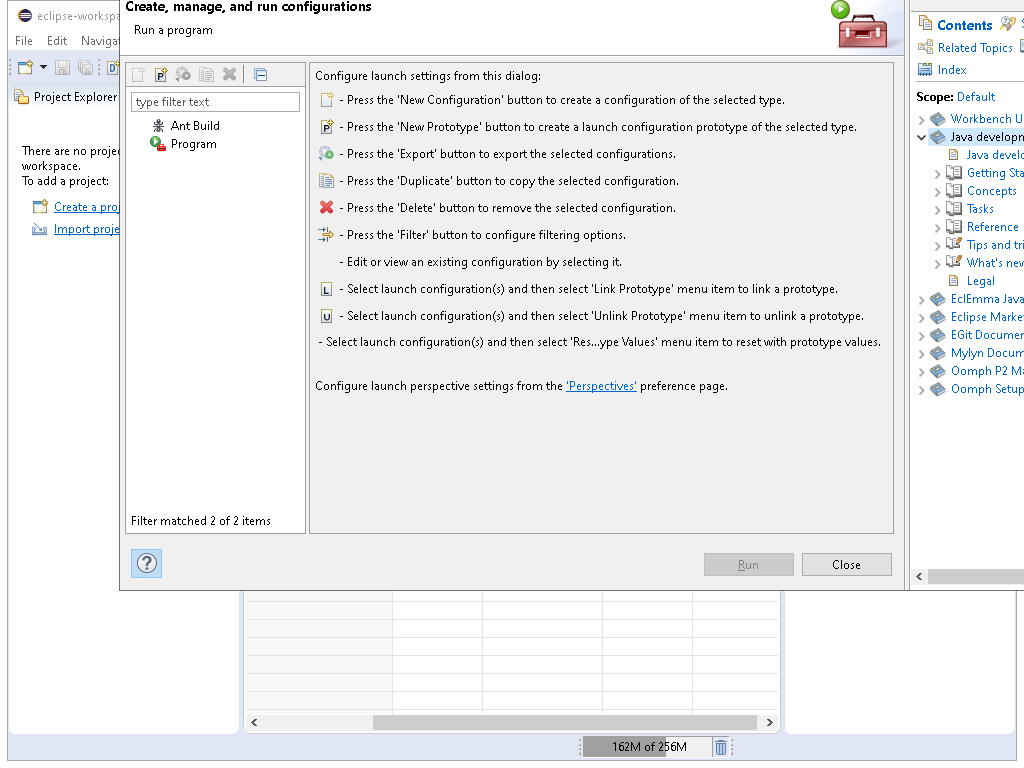 eclipse-workspa
File Edit Navigat
Project Explorer
There are no projec
workspace.
To add a project:
Create a proj
Import proje
Create, manage, and run configurations
Run a program
type filter text
Ant Build
Program
Filter matched 2 of 2 items
Configure launch settings from this dialog:
- Press the 'New Configuration' button to create a configuration of the selected type.
- Press the 'New Prototype' button to create a launch configuration prototype of the selected type.
- Press the 'Export' button to export the selected configurations.
- Press the 'Duplicate' button to copy the selected configuration.
- Press the 'Delete' button to remove the selected configuration.
- Press the 'Filter' button to configure filtering options.
- Edit or view an existing configuration by selecting it.
- Select launch configuration(s) and then select 'Link Prototype' menu item to link a prototype.
- Select launch configuration(s) and then select 'Unlink Prototype' menu item to unlink a prototype.
- Select launch configuration(s) and then select 'Res...ype Values' menu item to reset with prototype values.
Configure launch perspective settings from the 'Perspectives' preference page.
Run
Close
Contents
Related Topics
Index
Scope: Default
Workbench U
Java developm
Java develo
Getting Sta
Concepts
Tasks
Reference
Tips and tri
What's new
Legal
EclEmma Java
Eclipse Market
EGit Documen
Mylyn Docum
Oomph P2 Ma
Oomph Setup
162M of 256M